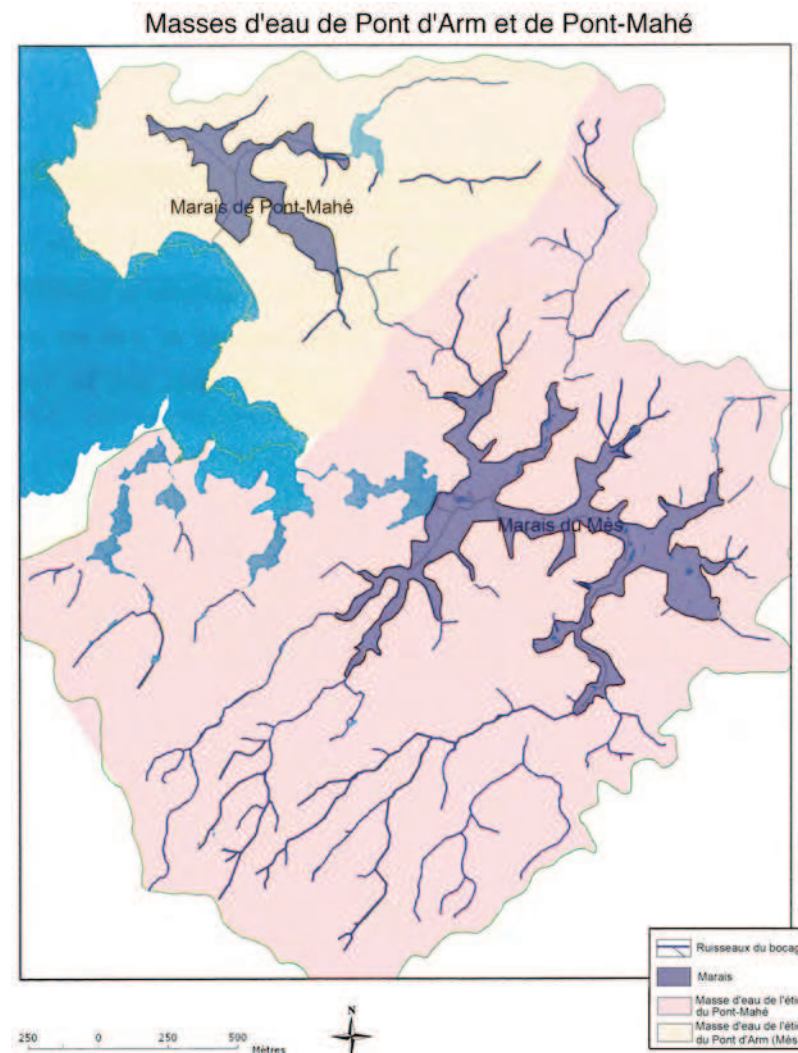 Masses d'eau de Pont d'Arm et de Pont-Mahé
Marais de Pont-Mahé
Marais du Mès
Ruisseaux du bocag
Marais
Masse d'eau de l'étie
du Pont-Mahé
Masse d'eau de l'étie
du Pont d'Arm (Mès
N
250 0 250 500
Mètres